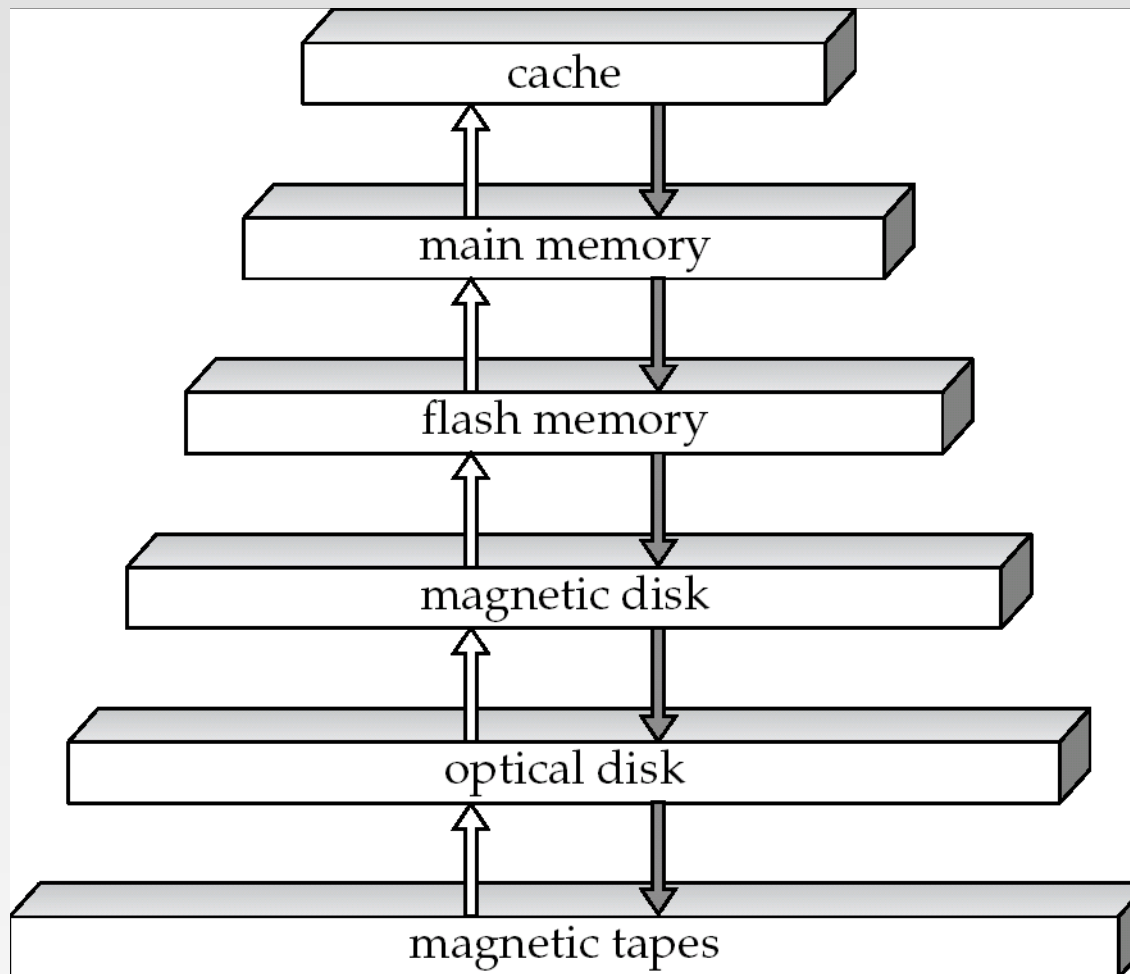 cache
main memory
flash memory
magnetic disk
optical disk
magnetic tapes